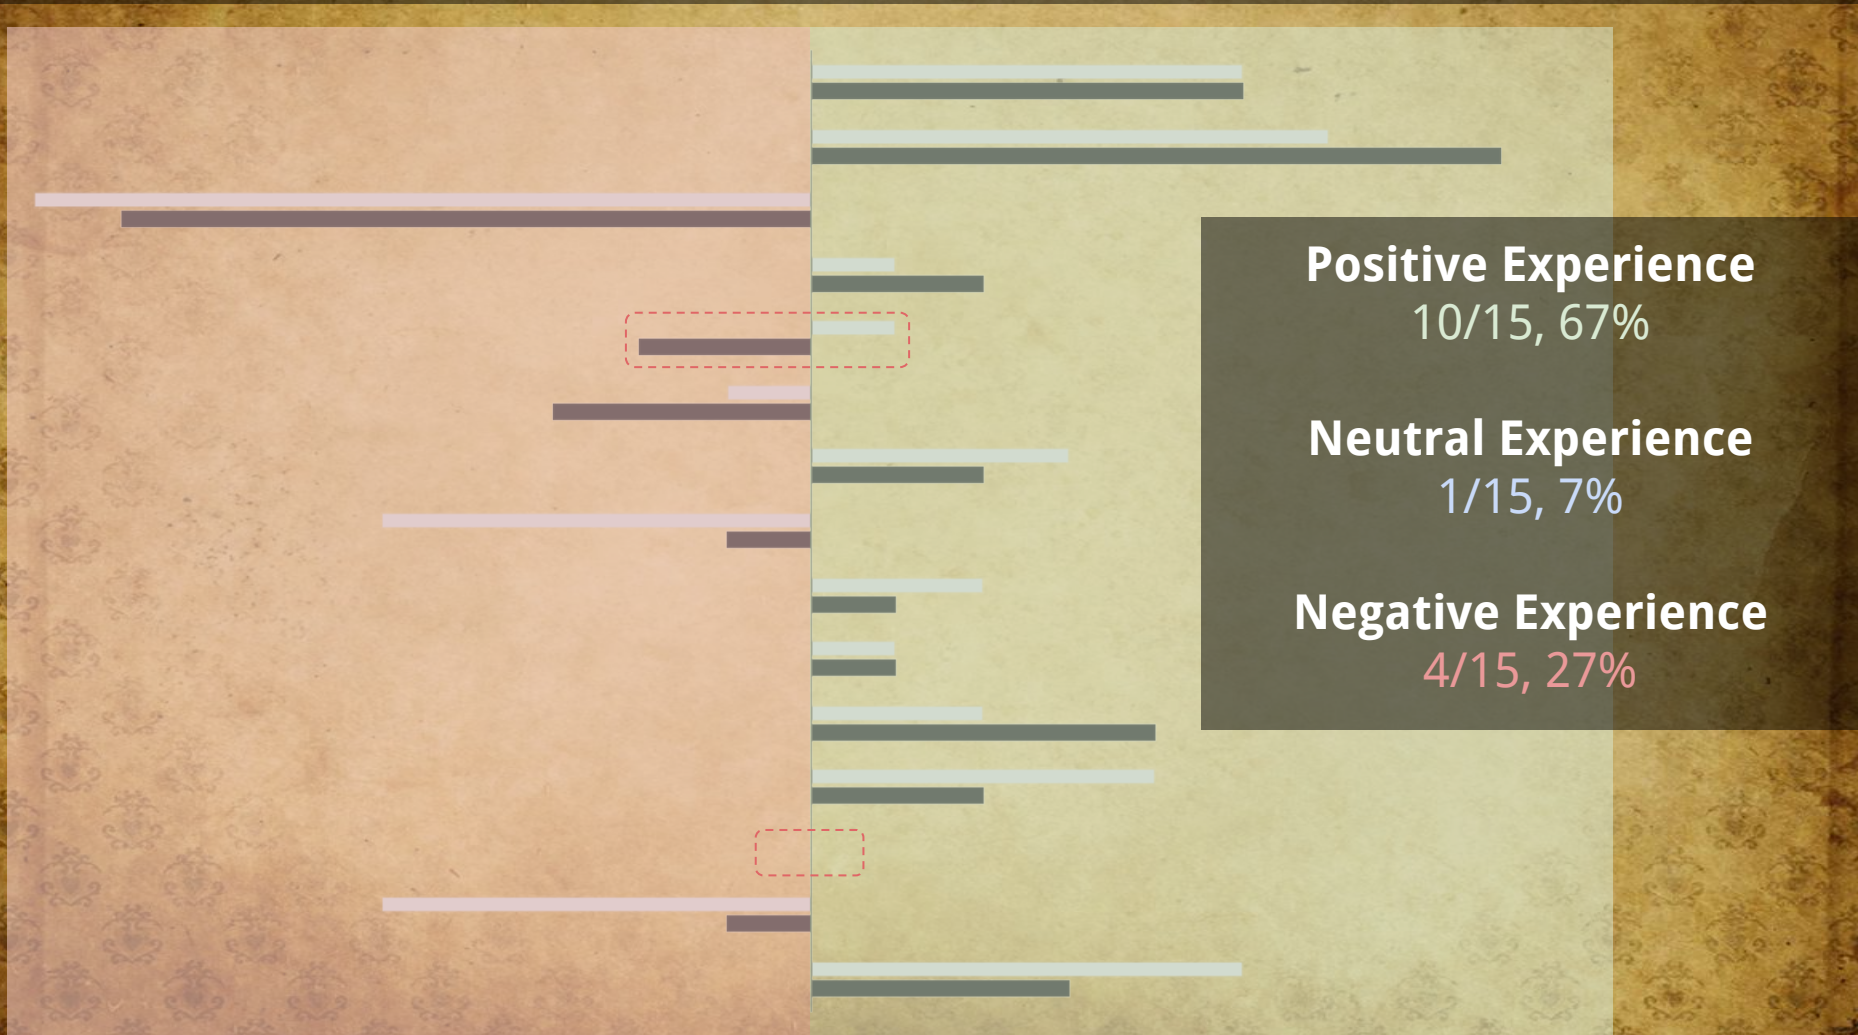 Positive Experience
10/15, 67%
Neutral Experience
1/15, 7%
Negative Experience
4/15, 27%